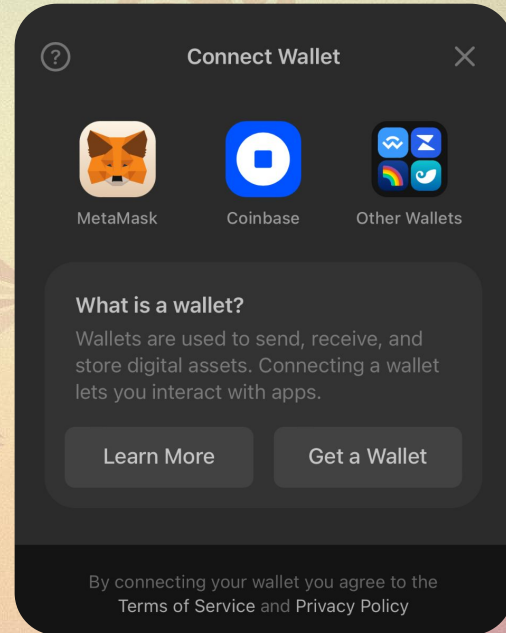 ?
Connect Wallet
MetaMask
Coinbase
Other Wallets
What is a wallet?
Wallets are used to send, receive, and
store digital assets. Connecting a wallet
lets you interact with apps.
Learn More
Get a Wallet
By connecting your wallet you agree to the
Terms of Service and Privacy Policy